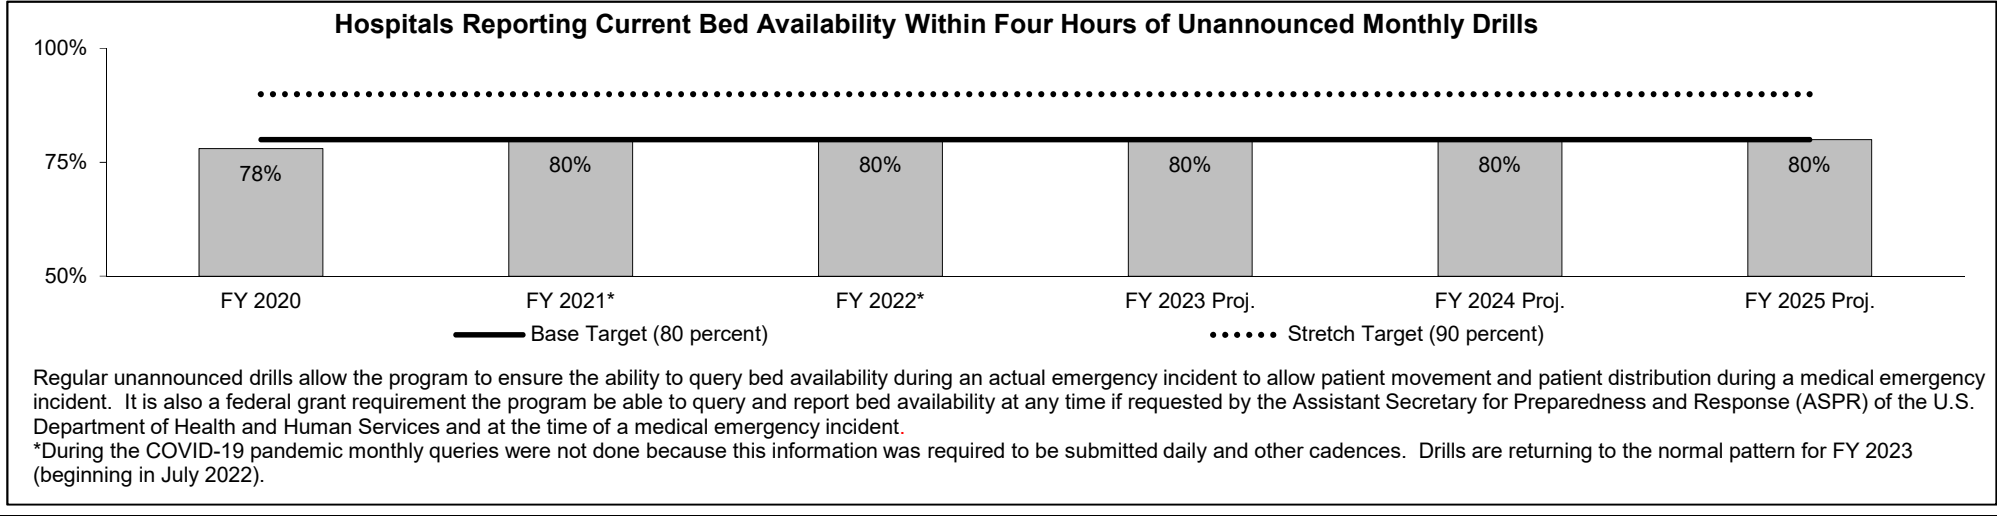 Hospitals Reporting Current Bed Availability Within Four Hours of Unannounced Monthly Drills
100%
75%
50%
78%
80%
80%
80%
80%
80%
FY 2020
FY 2021*
FY 2022*
FY 2023 Proj.
FY 2024 Proj.
FY 2025 Proj.
Base Target (80 percent)
Stretch Target (90 percent)
Regular unannounced drills allow the program to ensure the ability to query bed availability during an actual emergency incident to allow patient movement and patient distribution during a medical emergency
incident.  It is also a federal grant requirement the program be able to query and report bed availability at any time if requested by the Assistant Secretary for Preparedness and Response (ASPR) of the U.S.
Department of Health and Human Services and at the time of a medical emergency incident.
*During the COVID-19 pandemic monthly queries were not done because this information was required to be submitted daily and other cadences.  Drills are returning to the normal pattern for FY 2023
(beginning in July 2022).